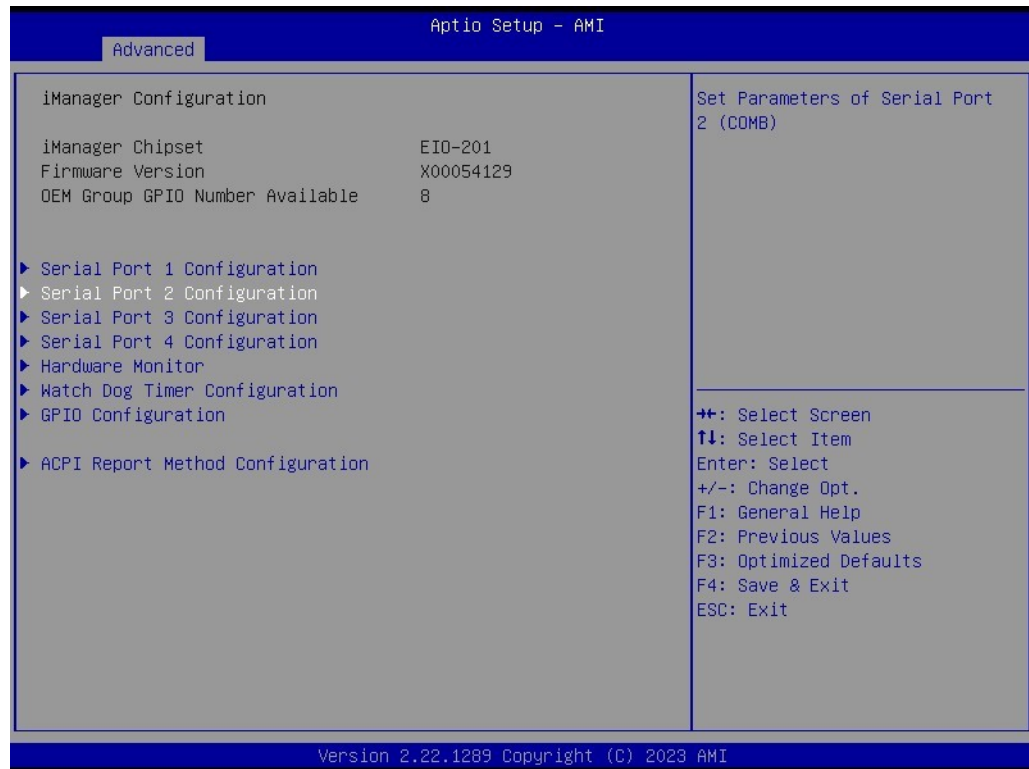 Aptio Setup - AMI
Advanced
iManager Configuration
iManager Chipset EIO-201
Firmware Version X00054129
OEM Group GPIO Number Available 8
Serial Port 1 Configuration
Serial Port 2 Configuration
Serial Port 3 Configuration
Serial Port 4 Configuration
Hardware Monitor
Watch Dog Timer Configuration
GPIO Configuration
ACPI Report Method Configuration
Set Parameters of Serial Port
2 (COMB)
→←: Select Screen
↑↓: Select Item
Enter: Select
+/-: Change Opt.
F1: General Help
F2: Previous Values
F3: Optimized Defaults
F4: Save & Exit
ESC: Exit
Version 2.22.1289 Copyright (C) 2023 AMI